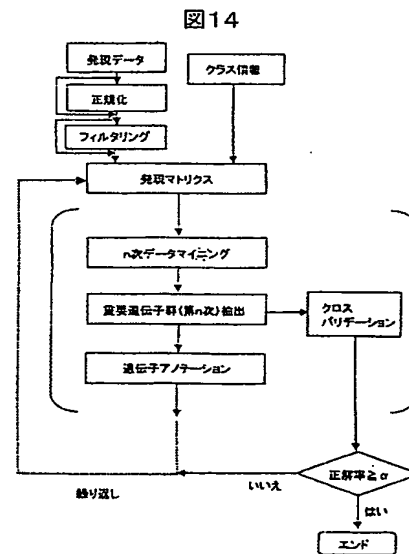 図14
発現データ
クラス情報
正規化
フィルタリング
発現マトリクス
n次データマイニング
重要遺伝子群(第n次)抽出
クロス
バリデーション
遺伝子アノテーション
正解率≧α
繰り返し
いいえ
はい
エンド